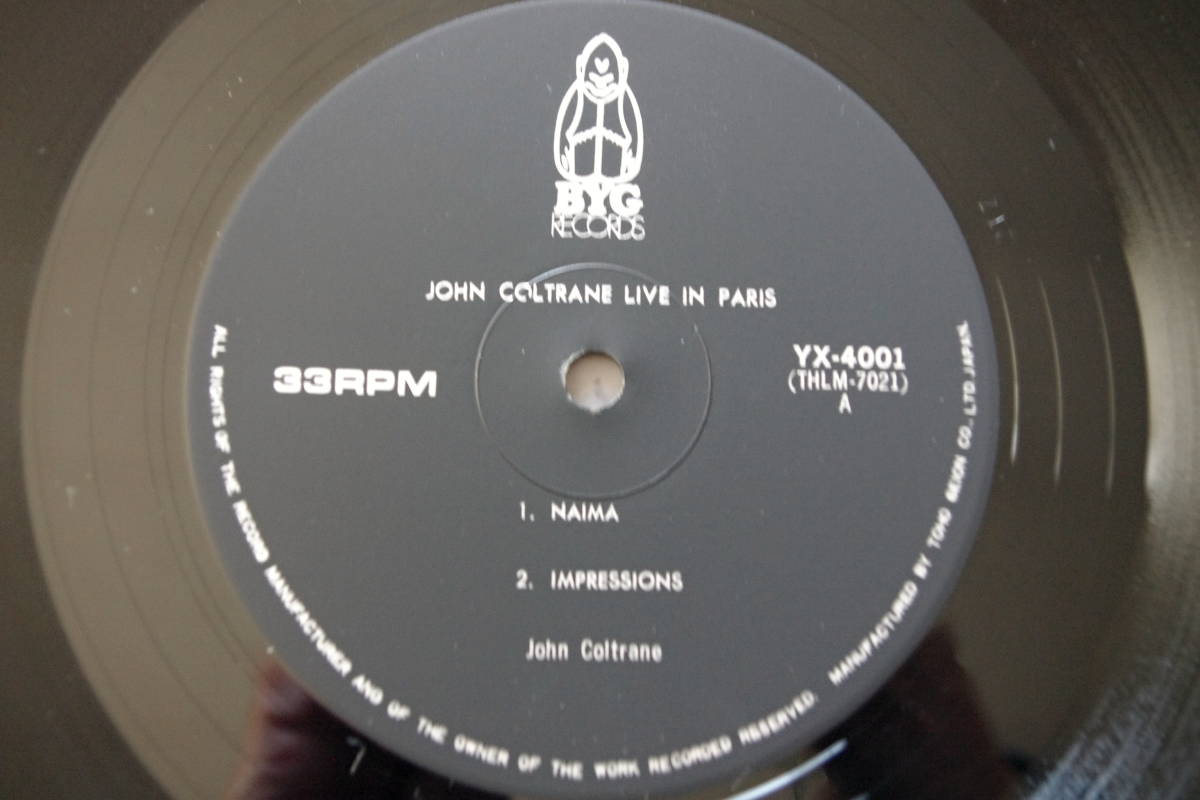 BYG
RECORDS
JOHN COLTRANE LIVE IN PARIS
33RPM
YX-4001
(THLM-7021)
A
1. NAIMA
2. IMPRESSIONS
John Coltrane
ALL RIGHTS OF THE RECORD MANUFACTURER AND OF THE OWNER OF THE WORK RECORDED RESERVED. MANUFACTURED BY TOHO GEION CO., LTD. JAPAN.